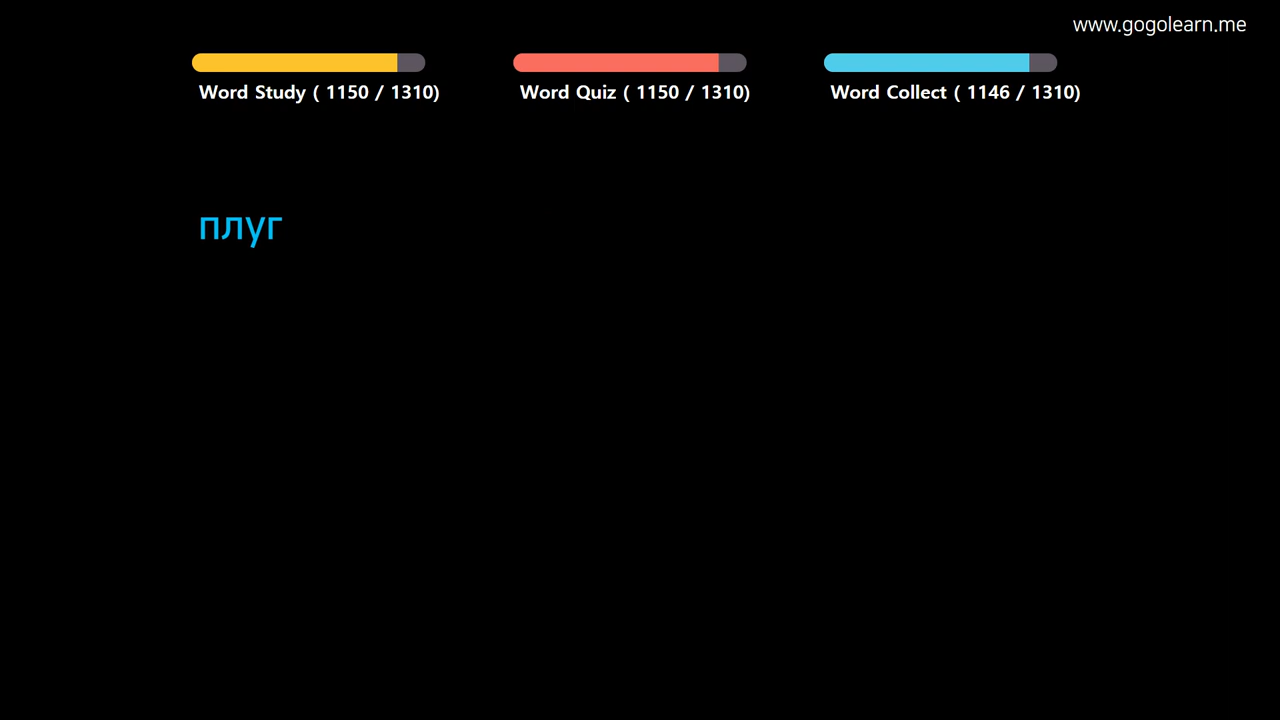 www.gogolearn.me
Word Study ( 1150 / 1310)
Word Quiz ( 1150 / 1310)
Word Collect ( 1146 / 1310)
плуг